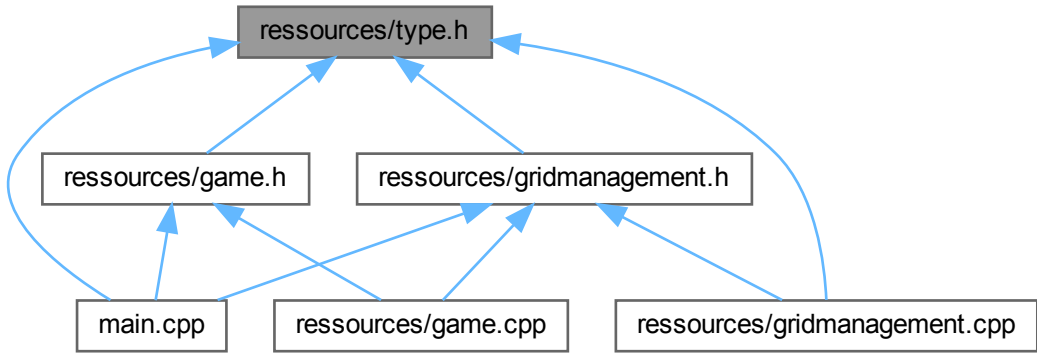 ressources/type.h
ressources/game.h
ressources/gridmanagement.h
main.cpp
ressources/game.cpp
ressources/gridmanagement.cpp